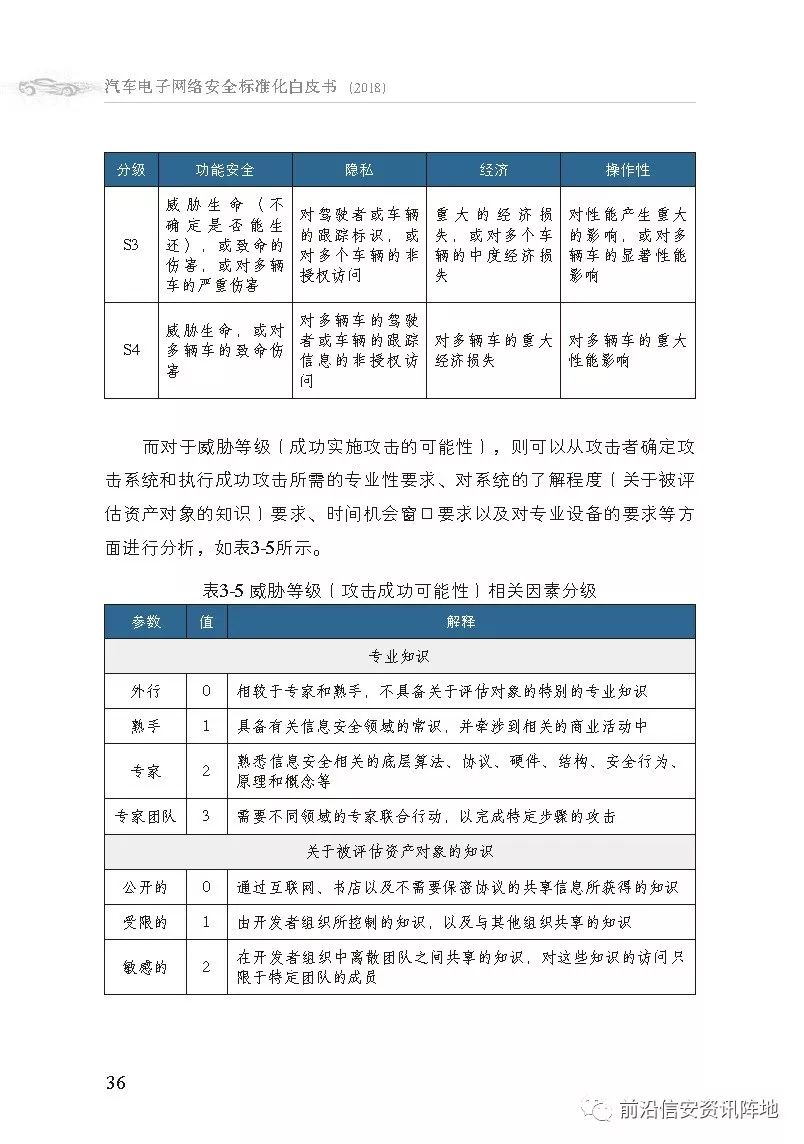 汽车电子网络安全标准化白皮书 (2018)
分级 功能安全 隐私 经济 操作性
S3
威胁生命（不
确定是否能生
还），或致命的
伤害，或对多辆
车的严重伤害
对驾驶者或车辆
的跟踪标识，或
对多个车辆的非
授权访问
重大的经济损
失，或对多个车
辆的中度经济损
失
对性能产生重大
的影响，或对多
辆车的显著性能
影响
S4
威胁生命，或对
多辆车的致命伤
害
对多辆车的驾驶
者或车辆的跟踪
信息的非授权访
问
对多辆车的重大
经济损失
对多辆车的重大
性能影响
而对于威胁等级（成功实施攻击的可能性），则可以从攻击者确定攻
击系统和执行成功攻击所需的专业性要求、对系统的了解程度（关于被评
估资产对象的知识）要求、时间机会窗口要求以及对专业设备的要求等方
面进行分析，如表3-5所示。
表3-5 威胁等级（攻击成功可能性）相关因素分级
参数 值 解释
专业知识
外行 0 相较于专家和熟手，不具备关于评估对象的特别的专业知识
熟手 1 具备有关信息安全领域的常识，并牵涉到相关的商业活动中
专家 2 熟悉信息安全相关的底层算法、协议、硬件、结构、安全行为、
原理和概念等
专家团队 3 需要不同领域的专家联合行动，以完成特定步骤的攻击
关于被评估资产对象的知识
公开的 0 通过互联网、书店以及不需要保密协议的共享信息所获得的知识
受限的 1 由开发者组织所控制的知识，以及与其他组织共享的知识
敏感的 2 在开发者组织中离散团队之间共享的知识，对这些知识的访问只
限于特定团队的成员
36
前沿信安资讯阵地